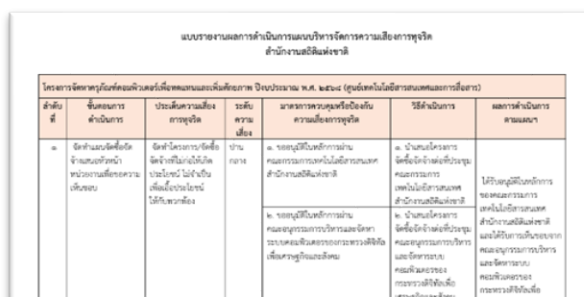 แบบรายงานผลการดำเนินการแผนบริหารจัดการความเสี่ยงการทุจริต
สำนักงานสถิติแห่งชาติ
โครงการจัดหาครุภัณฑ์คอมพิวเตอร์เพื่อทดแทนและเพิ่มศักยภาพ ปีงบประมาณ พ.ศ. ๒๕๖๘ (ศูนย์เทคโนโลยีสารสนเทศและการสื่อสาร)
ลำดับ
ที่
ขั้นตอนการ
ดำเนินการ
ประเด็นความเสี่ยง
การทุจริต
ระดับ
ความ
เสี่ยง
มาตรการควบคุมหรือป้องกัน
ความเสี่ยงการทุจริต
วิธีดำเนินการ
ผลการดำเนินการ
ตามแผนฯ
๑
จัดทำแผนจัดซื้อจัด
จ้างเสนอหัวหน้า
หน่วยงานเพื่อขอความ
เห็นชอบ
จัดทำโครงการ/จัดซื้อ
จัดจ้างที่ไม่ก่อให้เกิด
ประโยชน์ ไม่จำเป็น
เพื่อเอื้อประโยชน์
ให้กับพวกพ้อง
ปาน
กลาง
๑. ขออนุมัติในหลักการผ่าน
คณะกรรมการเทคโนโลยีสารสนเทศ
สำนักงานสถิติแห่งชาติ
๑. นำเสนอโครงการ
จัดซื้อจัดจ้างต่อที่ประชุม
คณะกรรมการ
เทคโนโลยีสารสนเทศ
สำนักงานสถิติแห่งชาติ
๒. ขออนุมัติในหลักการผ่าน
คณะอนุกรรมการบริหารและจัดหา
ระบบคอมพิวเตอร์ของกระทรวงดิจิทัล
เพื่อเศรษฐกิจและสังคม
๒. นำเสนอโครงการ
จัดซื้อจัดจ้างต่อที่ประชุม
คณะอนุกรรมการบริหาร
และจัดหาระบบ
คอมพิวเตอร์ของ
กระทรวงดิจิทัลเพื่อ
เศรษฐกิจและสังคม
ได้รับอนุมัติในหลักการ
ของคณะกรรมการ
เทคโนโลยีสารสนเทศ
สำนักงานสถิติแห่งชาติ
และได้รับการเห็นชอบจาก
คณะอนุกรรมการบริหาร
และจัดหาระบบ
คอมพิวเตอร์ของ
กระทรวงดิจิทัลเพื่อ